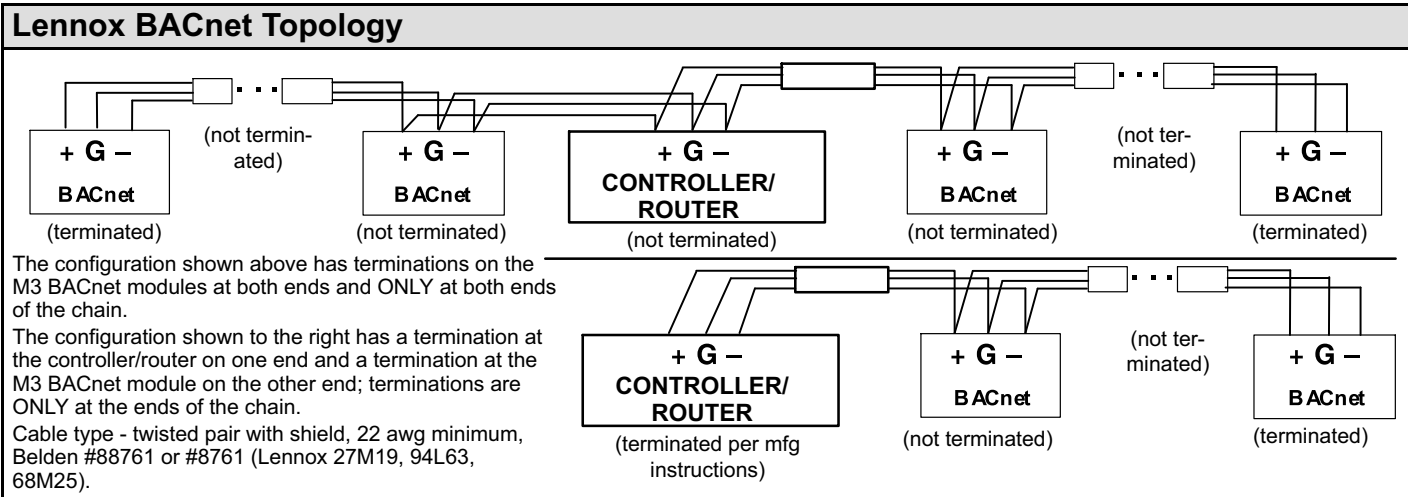 Lennox BACnet Topology
+ G –
BACnet
(terminated)
(not termin-
ated)
+ G –
BACnet
(not terminated)
+ G –
CONTROLLER/
ROUTER
(not terminated)
+ G –
BACnet
(not terminated)
(not ter-
minated)
+ G –
BACnet
(terminated)
The configuration shown above has terminations on the
M3 BACnet modules at both ends and ONLY at both ends
of the chain.
The configuration shown to the right has a termination at
the controller/router on one end and a termination at the
M3 BACnet module on the other end; terminations are
ONLY at the ends of the chain.
Cable type - twisted pair with shield, 22 awg minimum,
Belden #88761 or #8761 (Lennox 27M19, 94L63,
68M25).
+ G –
CONTROLLER/
ROUTER
(terminated per mfg
instructions)
+ G –
BACnet
(not terminated)
(not ter-
minated)
+ G –
BACnet
(terminated)